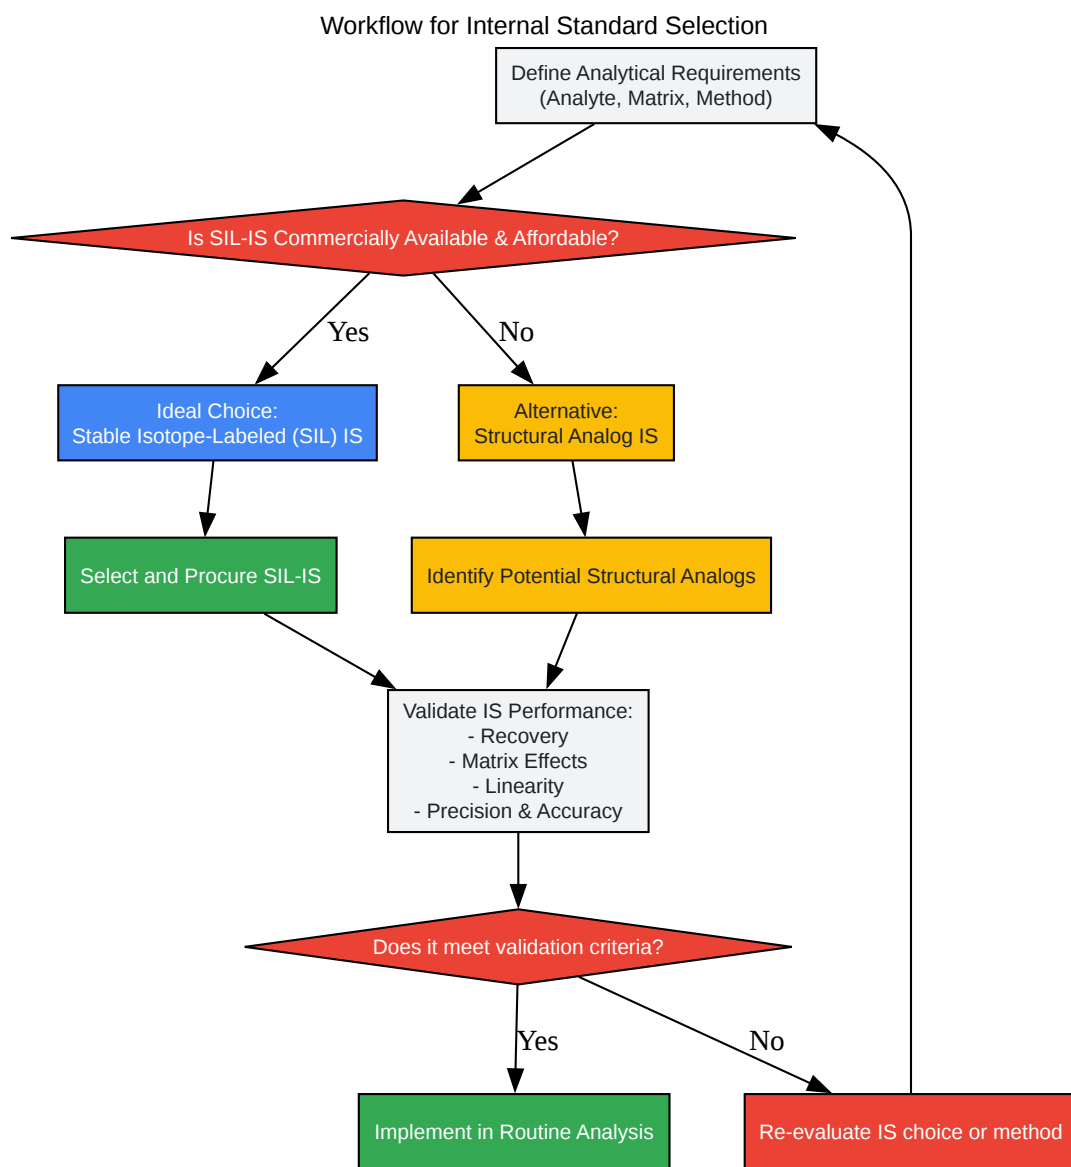 Workflow for Internal Standard Selection
Define Analytical Requirements
(Analyte, Matrix, Method)
Is SIL-IS Commercially Available & Affordable?
Yes
No
Ideal Choice:
Stable Isotope-Labeled (SIL) IS
Alternative:
Structural Analog IS
Select and Procure SIL-IS
Identify Potential Structural Analogs
Validate IS Performance:
- Recovery
- Matrix Effects
- Linearity
- Precision & Accuracy
Does it meet validation criteria?
Yes
No
Implement in Routine Analysis
Re-evaluate IS choice or method